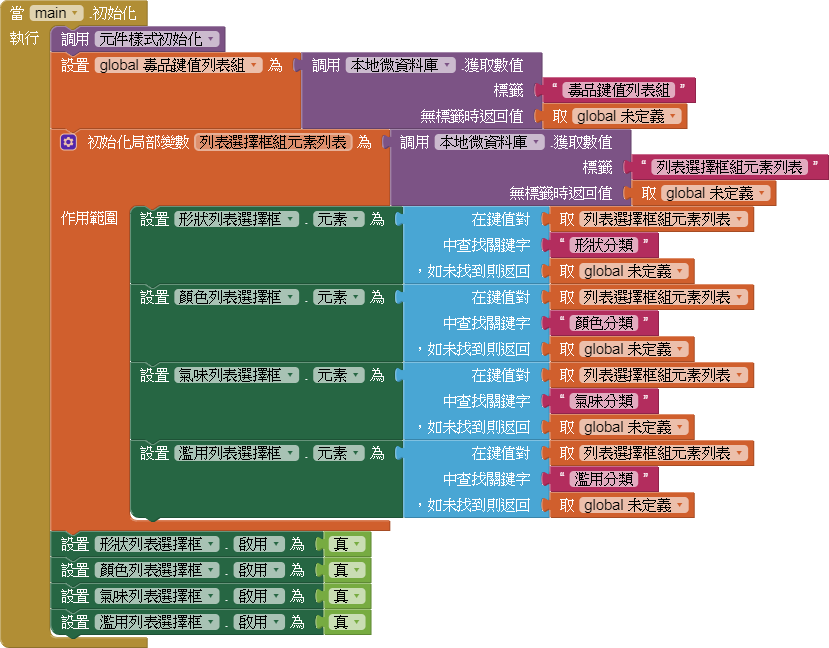 當 main .初始化
執行 調用 元件樣式初始化
設置 global 毒品鍵值列表組 為 調用 本地微資料庫 .獲取數值
標籤 “ 毒品鍵值列表組 ”
無標籤時返回值 取 global 未定義
初始化局部變數 列表選擇框組元素列表 為 調用 本地微資料庫 .獲取數值
標籤 “ 列表選擇框組元素列表 ”
無標籤時返回值 取 global 未定義
作用範圍 設置 形狀列表選擇框 . 元素 為 在鍵值對 取 列表選擇框組元素列表
中查找關鍵字 “ 形狀分類 ”
，如未找到則返回 取 global 未定義
設置 顏色列表選擇框 . 元素 為 在鍵值對 取 列表選擇框組元素列表
中查找關鍵字 “ 顏色分類 ”
，如未找到則返回 取 global 未定義
設置 氣味列表選擇框 . 元素 為 在鍵值對 取 列表選擇框組元素列表
中查找關鍵字 “ 氣味分類 ”
，如未找到則返回 取 global 未定義
設置 濫用列表選擇框 . 元素 為 在鍵值對 取 列表選擇框組元素列表
中查找關鍵字 “ 濫用分類 ”
，如未找到則返回 取 global 未定義
設置 形狀列表選擇框 . 啟用 為 真
設置 顏色列表選擇框 . 啟用 為 真
設置 氣味列表選擇框 . 啟用 為 真
設置 濫用列表選擇框 . 啟用 為 真